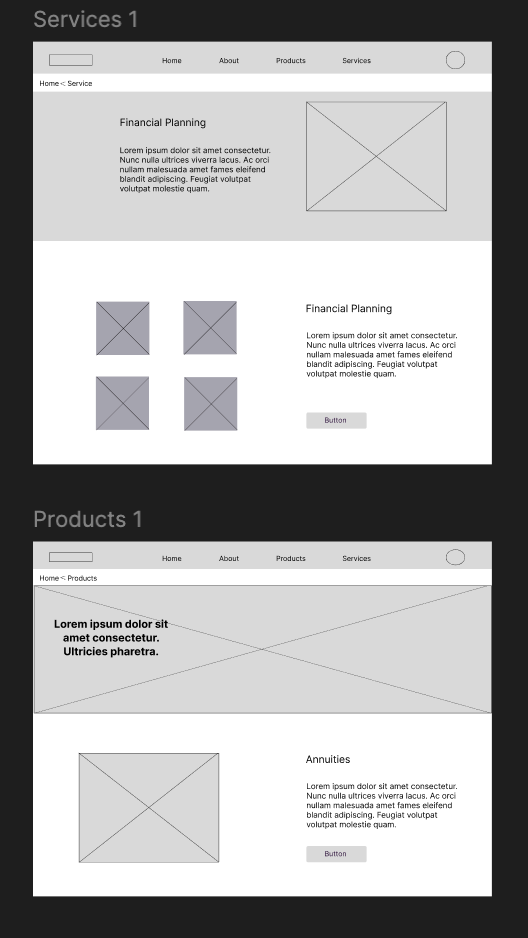 Services 1
Home About Products Services
Home < Service
Financial Planning
Lorem ipsum dolor sit amet consectetur.
Nunc nulla ultrices viverra lacus. Ac orci
nullam malesuada amet fames eleifend
blandit adipiscing. Feugiat volutpat
volutpat molestie quam.
Financial Planning
Lorem ipsum dolor sit amet consectetur.
Nunc nulla ultrices viverra lacus. Ac orci
nullam malesuada amet fames eleifend
blandit adipiscing. Feugiat volutpat
volutpat molestie quam.
Button
Products 1
Home About Products Services
Home < Products
Lorem ipsum dolor sit
amet consectetur.
Ultricies pharetra.
Annuities
Lorem ipsum dolor sit amet consectetur.
Nunc nulla ultrices viverra lacus. Ac orci
nullam malesuada amet fames eleifend
blandit adipiscing. Feugiat volutpat
volutpat molestie quam.
Button